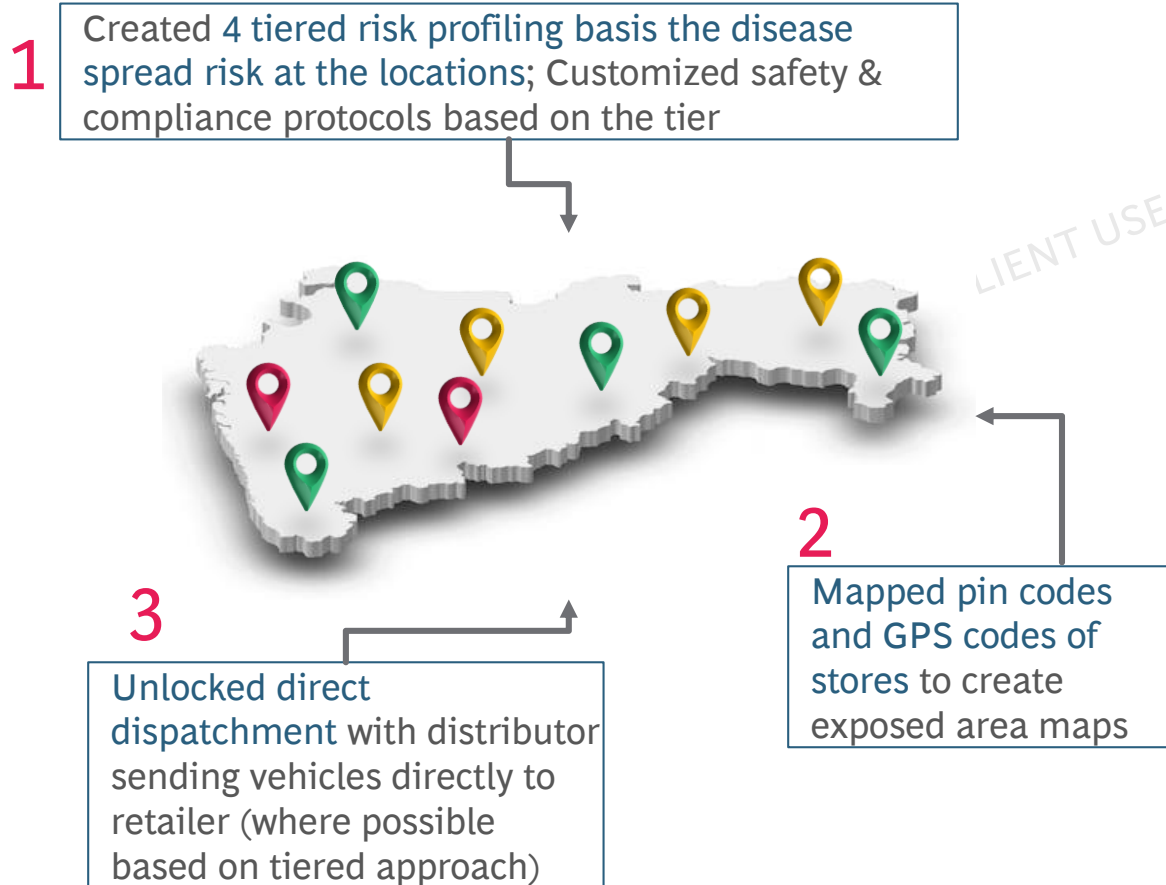 1
Created 4 tiered risk profiling basis the disease
spread risk at the locations; Customized safety &
compliance protocols based on the tier
LIENT USE
2
Mapped pin codes
and GPS codes of
stores to create
exposed area maps
3
Unlocked direct
dispatchment with distributor
sending vehicles directly to
retailer (where possible
based on tiered approach)